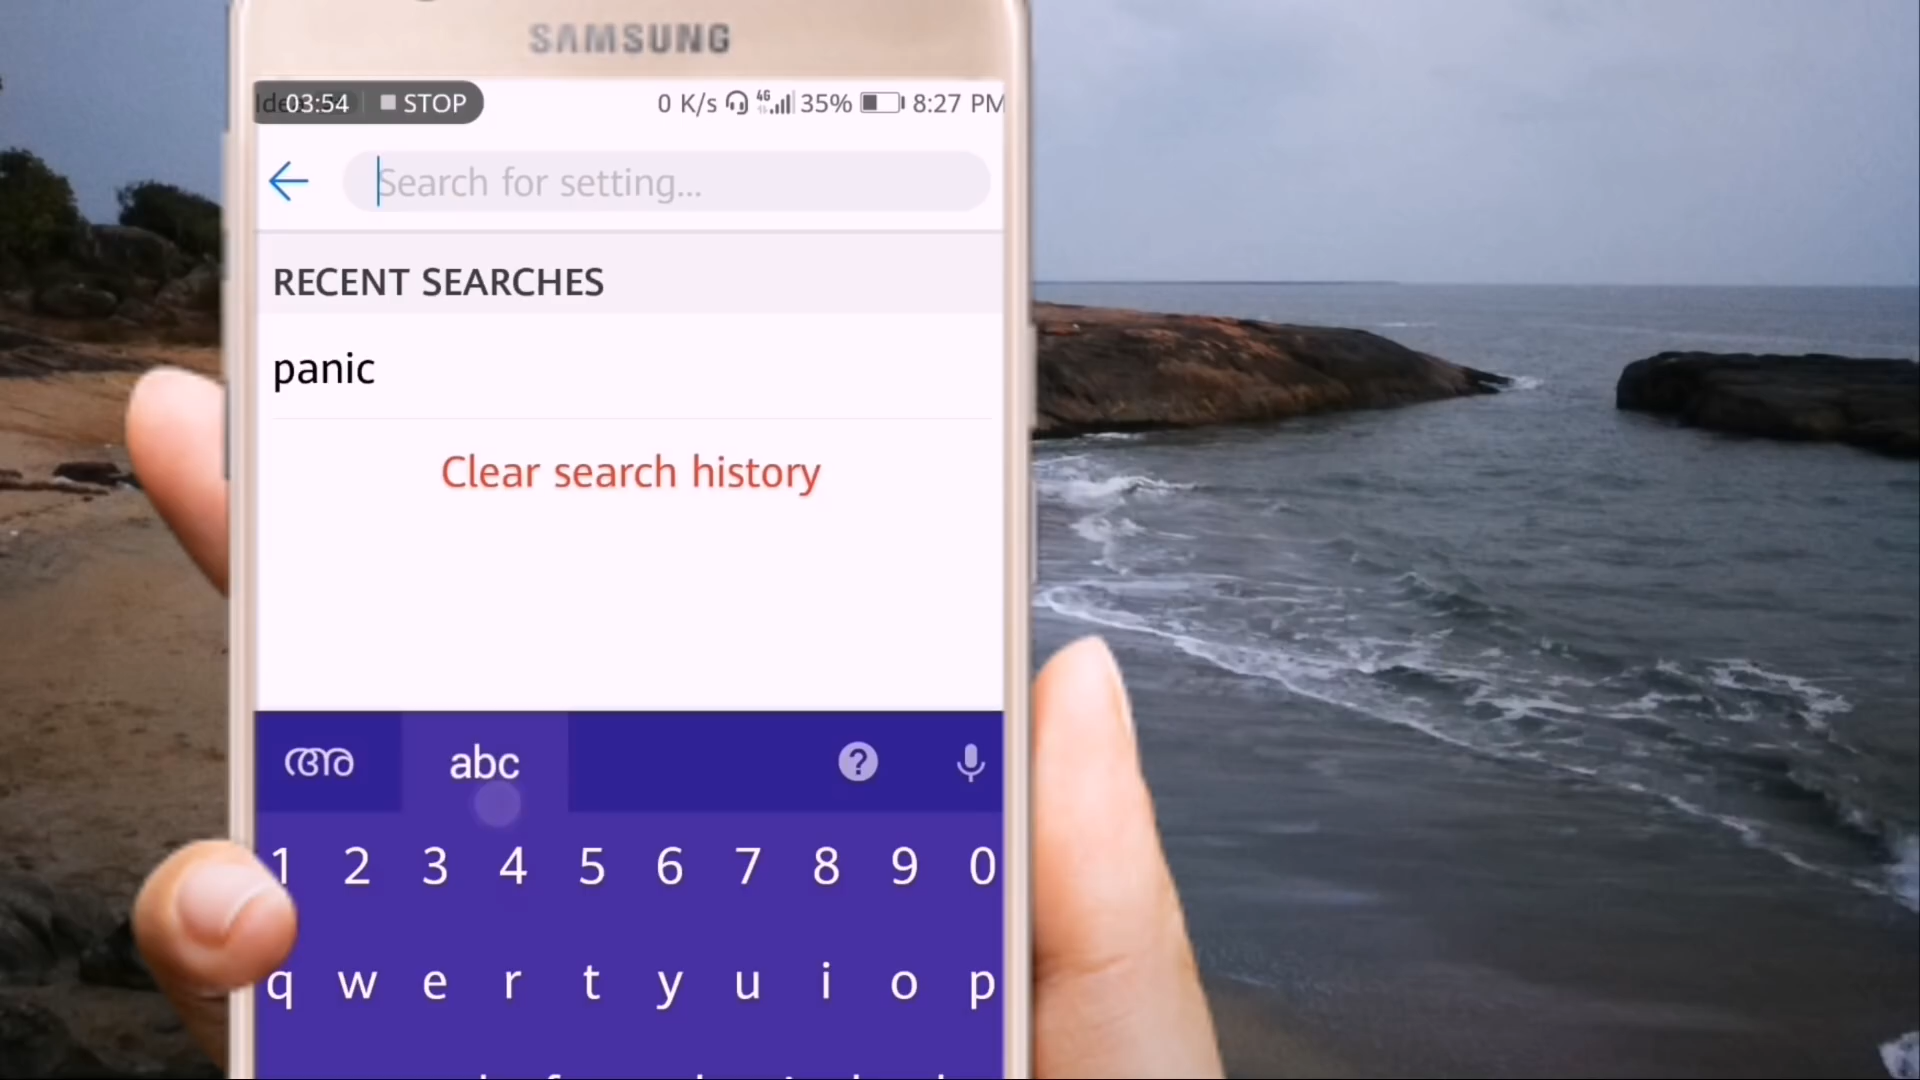 SAMSUNG
03:54 STOP 0 K/s 4G 35% 8:27 PM
Search for setting...
RECENT SEARCHES
panic
Clear search history
അ abc ?
1 2 3 4 5 6 7 8 9 0
q w e r t y u i o p